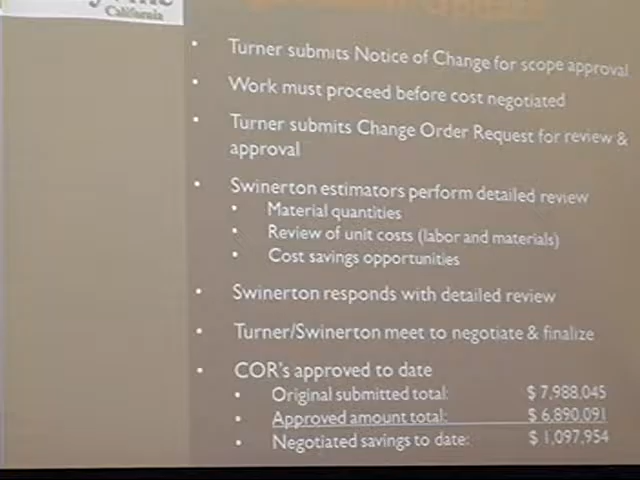 California
Turner submits Notice of Change for scope approval
Work must proceed before cost negotiated
Turner submits Change Order Request for review &
approval
Swinerton estimators perform detailed review
Material quantities
Review of unit costs (labor and materials)
Cost savings opportunities
Swinerton responds with detailed review
Turner/Swinerton meet to negotiate & finalize
COR's approved to date
Original submitted total: $ 7,988,045
Approved amount total: $ 6,890,091
Negotiated savings to date: $ 1,097,954